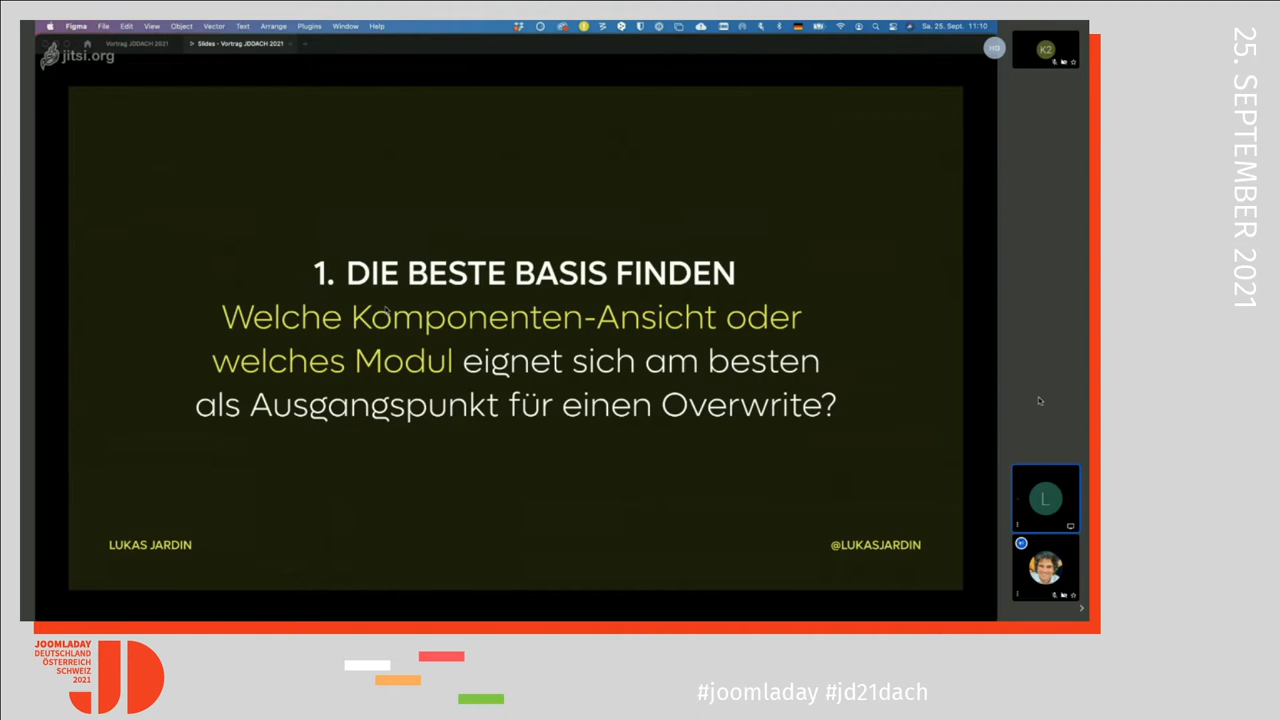 Figma File Edit View Object Vector Text Arrange Plugins Window Help Sa. 25. Sept. 11:10
Vortrag JDDACH 2021 Slides - Vortrag JDDACH 2021
jitsi.org
HG
K2
1. DIE BESTE BASIS FINDEN
Welche Komponenten-Ansicht oder
welches Modul eignet sich am besten
als Ausgangspunkt für einen Overwrite?
LUKAS JARDIN @LUKASJARDIN
L
25. SEPTEMBER 2021
JOOMLADAY
DEUTSCHLAND
ÖSTERREICH
SCHWEIZ
2021
JD
#joomladay #jd21dach